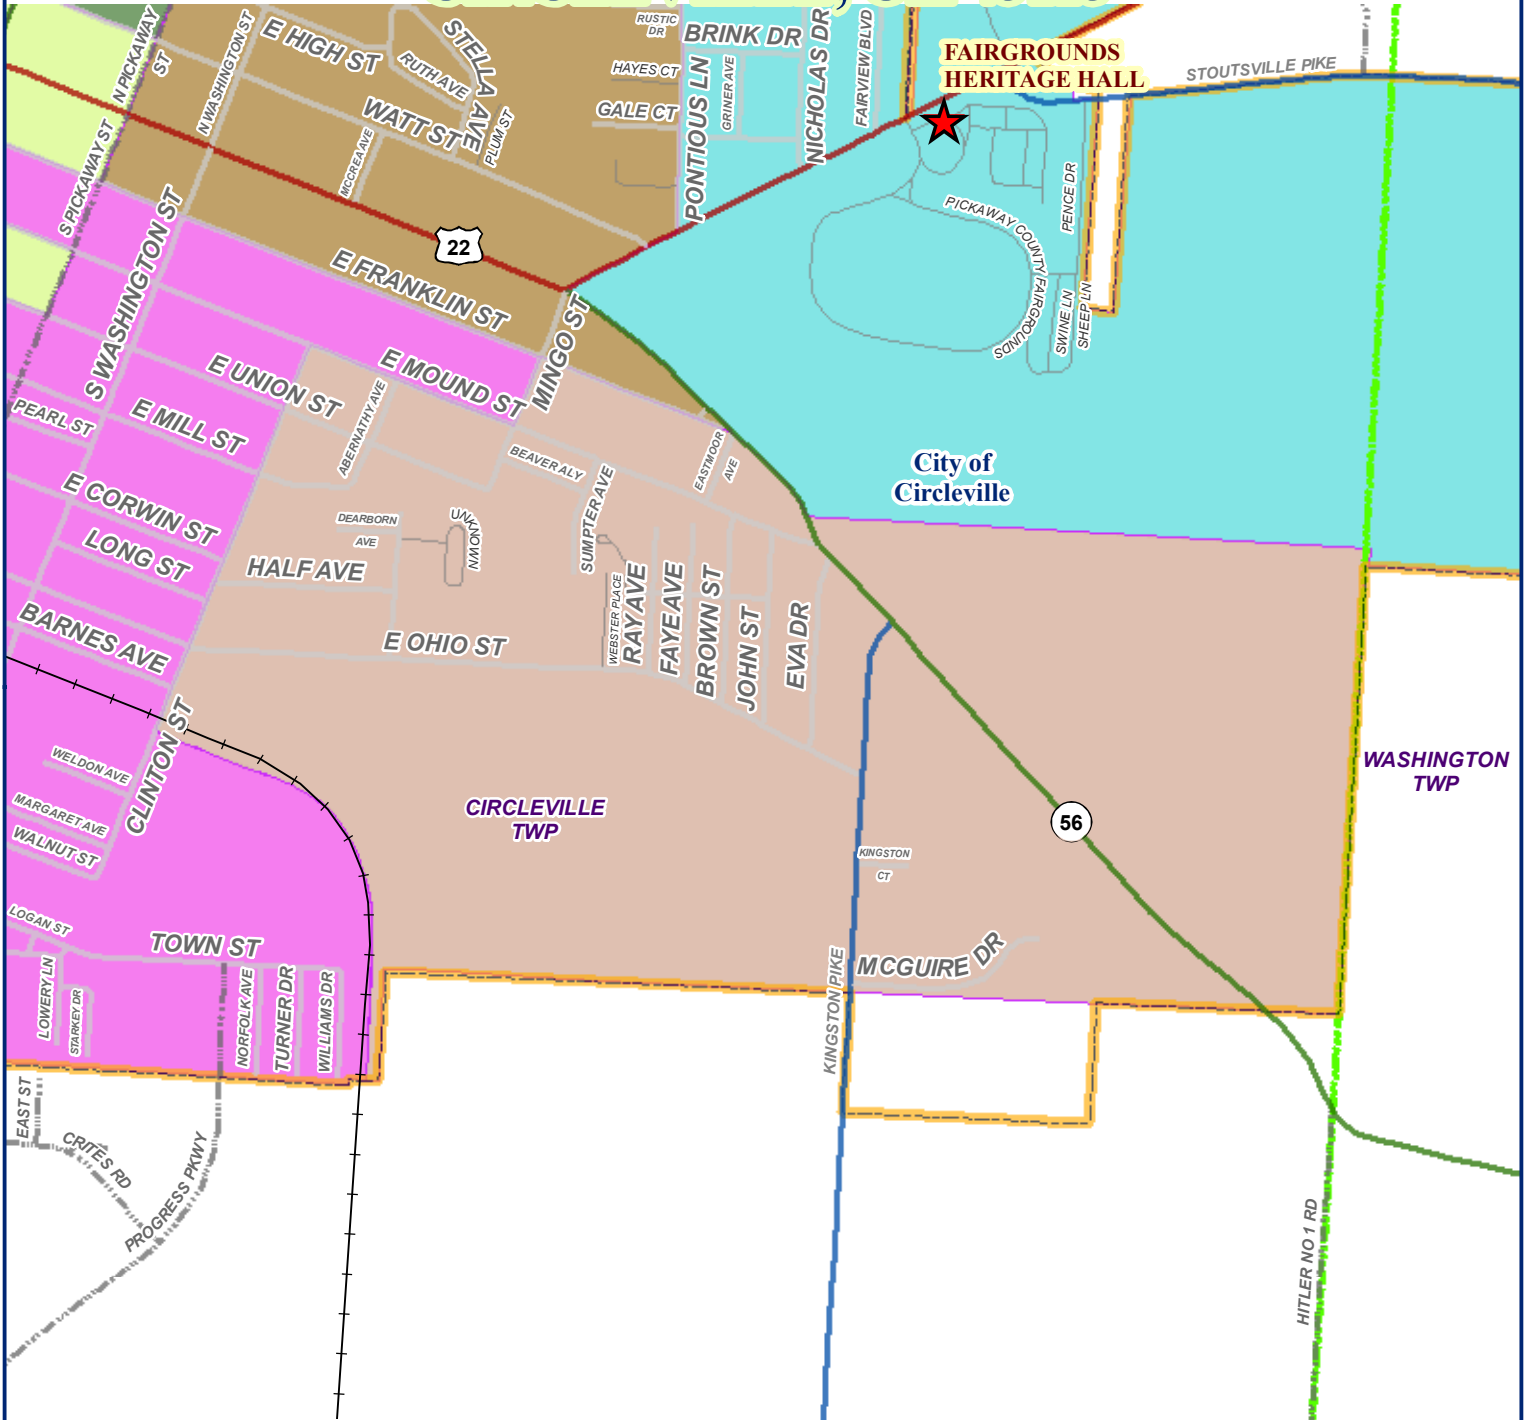 FAIRGROUNDS
HERITAGE HALL
STOUTSVILLE PIKE
N PICKAWAY
ST
N WASHINGTON ST
E HIGH ST
STELLA AVE
RUTH AVE
RUSTIC
DR
BRINK DR
HAYES CT
GALE CT
PONTIOUS LN
GRINER AVE
NICHOLAS DR
FAIRVIEW BLVD
WATT ST
PLUM ST
MCCREA AVE
S PICKAWAY ST
S WASHINGTON ST
22
E FRANKLIN ST
PICKAWAY COUNTY FAIRGROUNDS
PENCE DR
SWINE LN
SHEEP LN
MINGO ST
E MOUND ST
E UNION ST
ABERNATHY AVE
E MILL ST
PEARL ST
BEAVER ALY
EASTMOOR
AVE
SUMPTER AVE
City of
Circleville
E CORWIN ST
LONG ST
DEARBORN
AVE
UNKNOWN
HALF AVE
WEBSTER PLACE
RAY AVE
FAYE AVE
BROWN ST
JOHN ST
EVA DR
BARNES AVE
E OHIO ST
CLINTON ST
WELDON AVE
MARGARET AVE
WALNUT ST
CIRCLEVILLE
TWP
WASHINGTON
TWP
56
KINGSTON
CT
LOGAN ST
TOWN ST
LOWERY LN
STARKEY DR
NORFOLK AVE
TURNER DR
WILLIAMS DR
KINGSTON PIKE
MCGUIRE DR
EAST ST
CRITES RD
PROGRESS PKWY
HITLER NO 1 RD